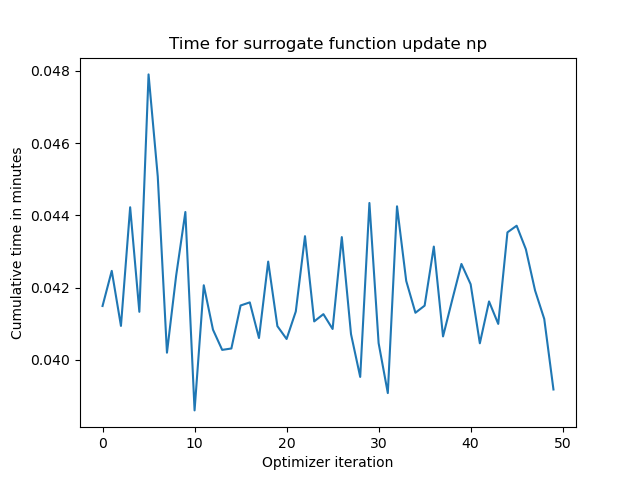 Time for surrogate function update np
Cumulative time in minutes
0.048
0.046
0.044
0.042
0.040
0 10 20 30 40 50
Optimizer iteration